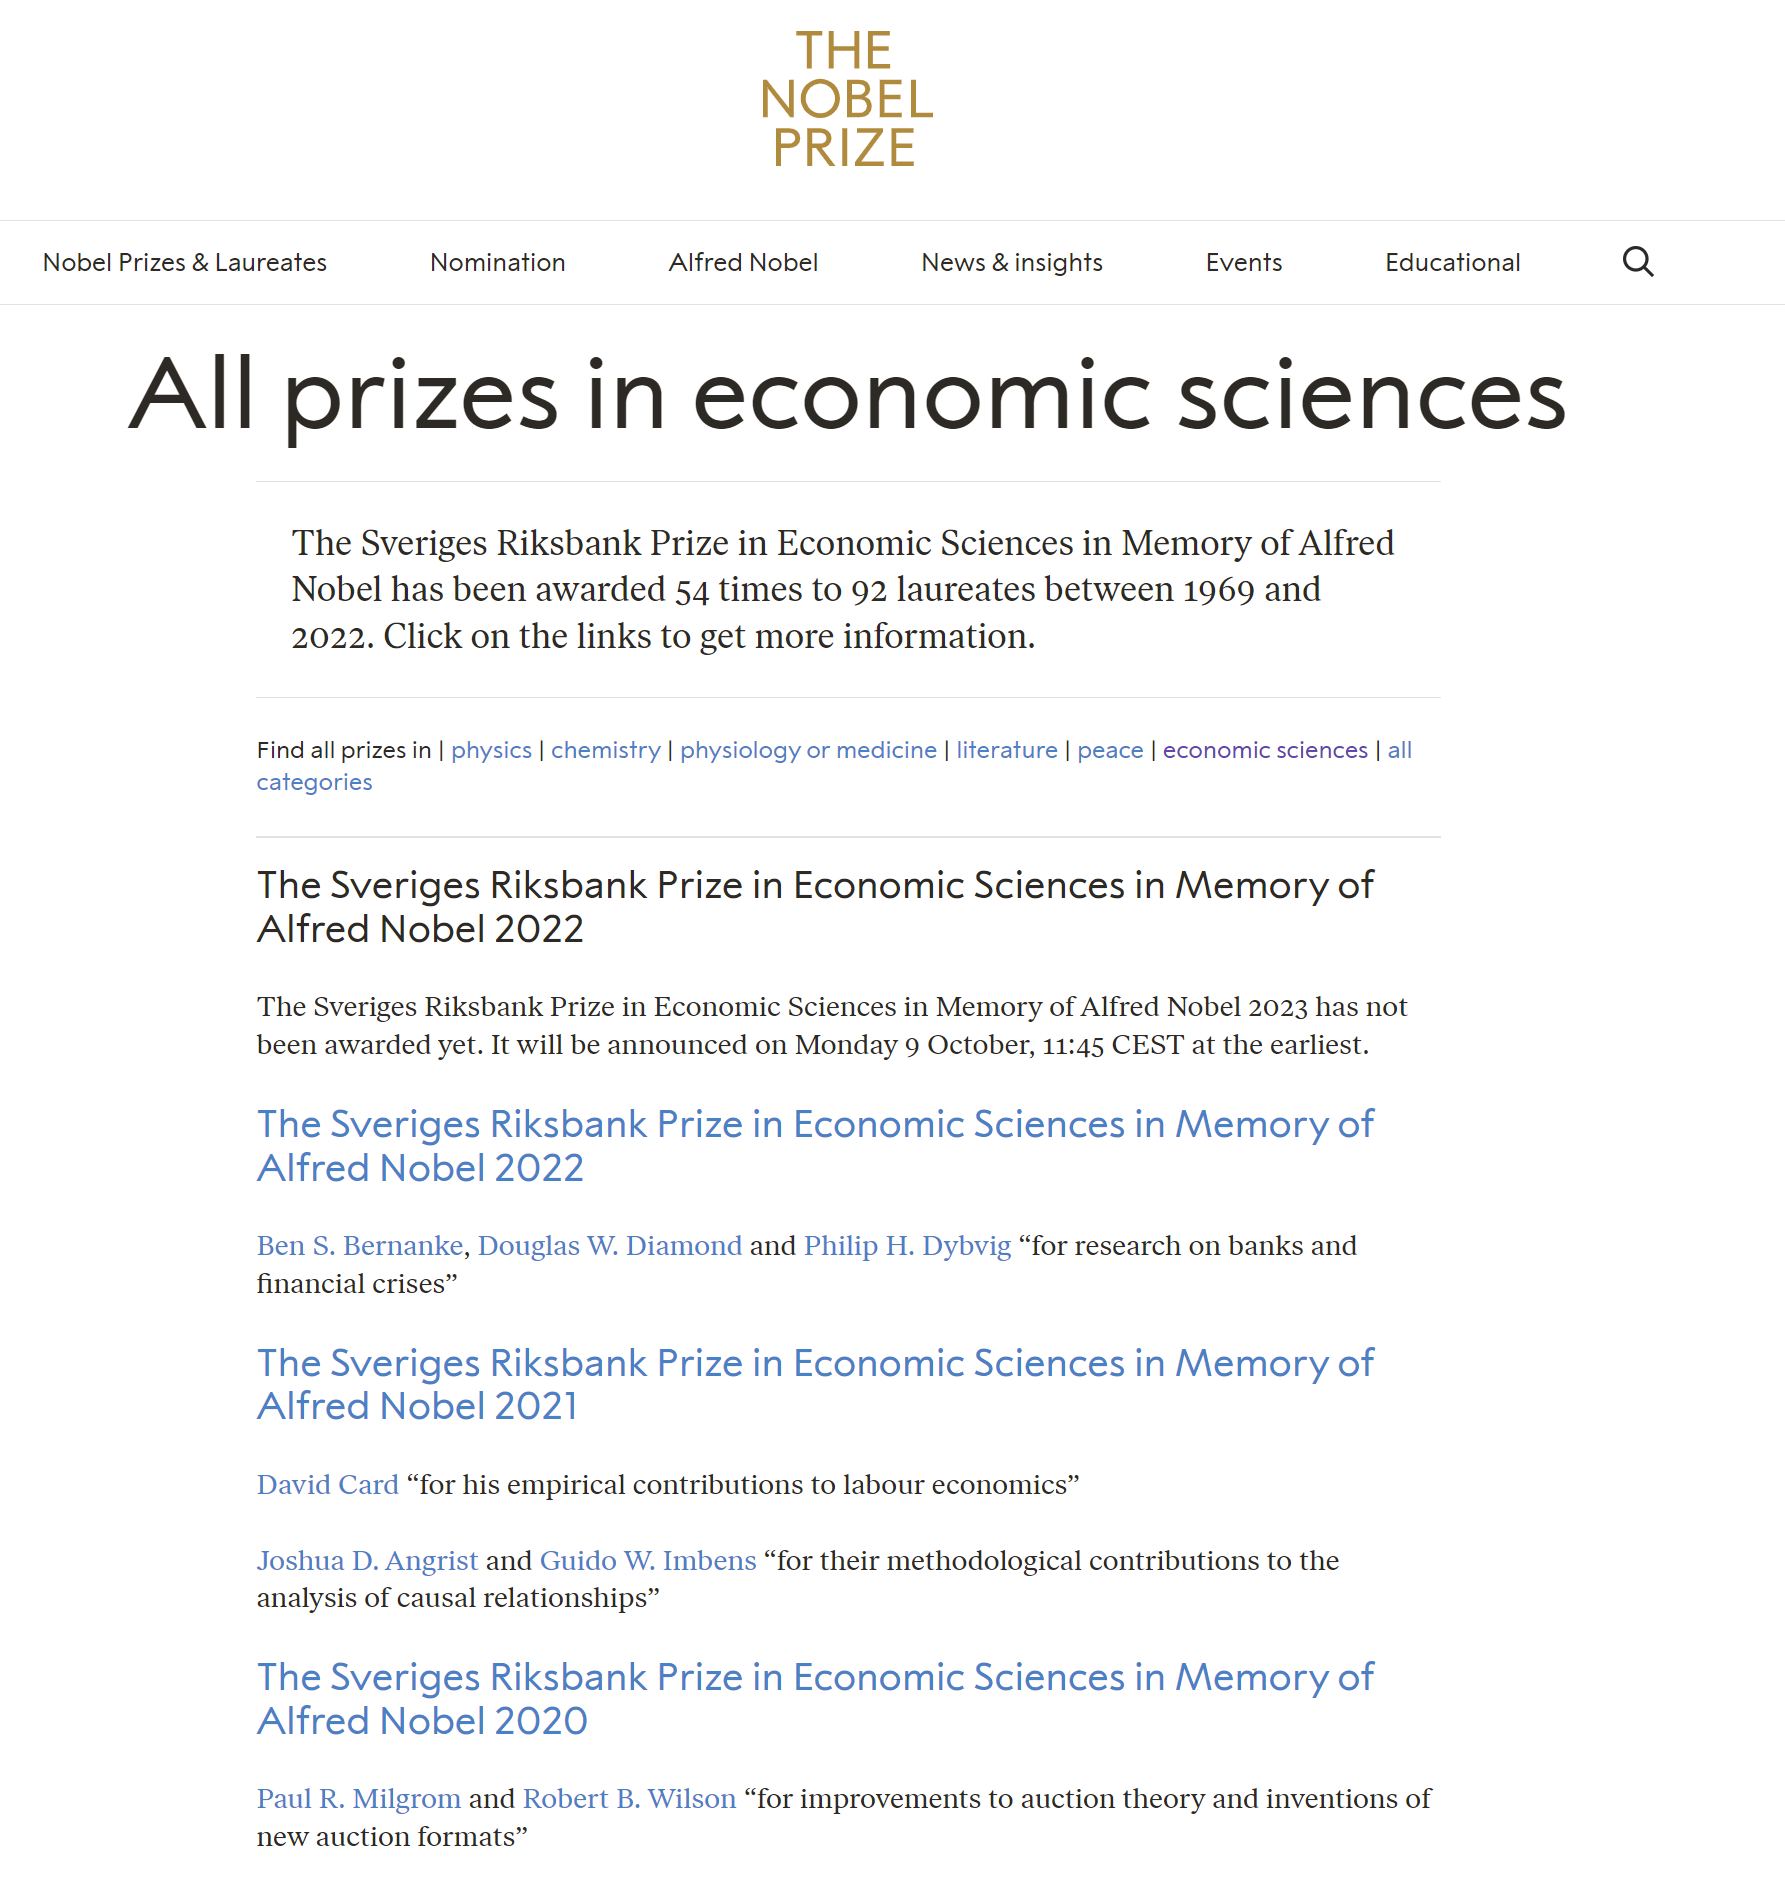 THE
NOBEL
PRIZE
Nobel Prizes & Laureates Nomination Alfred Nobel News & insights Events Educational
All prizes in economic sciences
The Sveriges Riksbank Prize in Economic Sciences in Memory of Alfred
Nobel has been awarded 54 times to 92 laureates between 1969 and
2022. Click on the links to get more information.
Find all prizes in | physics | chemistry | physiology or medicine | literature | peace | economic sciences | all
categories
The Sveriges Riksbank Prize in Economic Sciences in Memory of
Alfred Nobel 2022
The Sveriges Riksbank Prize in Economic Sciences in Memory of Alfred Nobel 2023 has not
been awarded yet. It will be announced on Monday 9 October, 11:45 CEST at the earliest.
The Sveriges Riksbank Prize in Economic Sciences in Memory of
Alfred Nobel 2022
Ben S. Bernanke, Douglas W. Diamond and Philip H. Dybvig “for research on banks and
financial crises”
The Sveriges Riksbank Prize in Economic Sciences in Memory of
Alfred Nobel 2021
David Card “for his empirical contributions to labour economics”
Joshua D. Angrist and Guido W. Imbens “for their methodological contributions to the
analysis of causal relationships”
The Sveriges Riksbank Prize in Economic Sciences in Memory of
Alfred Nobel 2020
Paul R. Milgrom and Robert B. Wilson “for improvements to auction theory and inventions of
new auction formats”